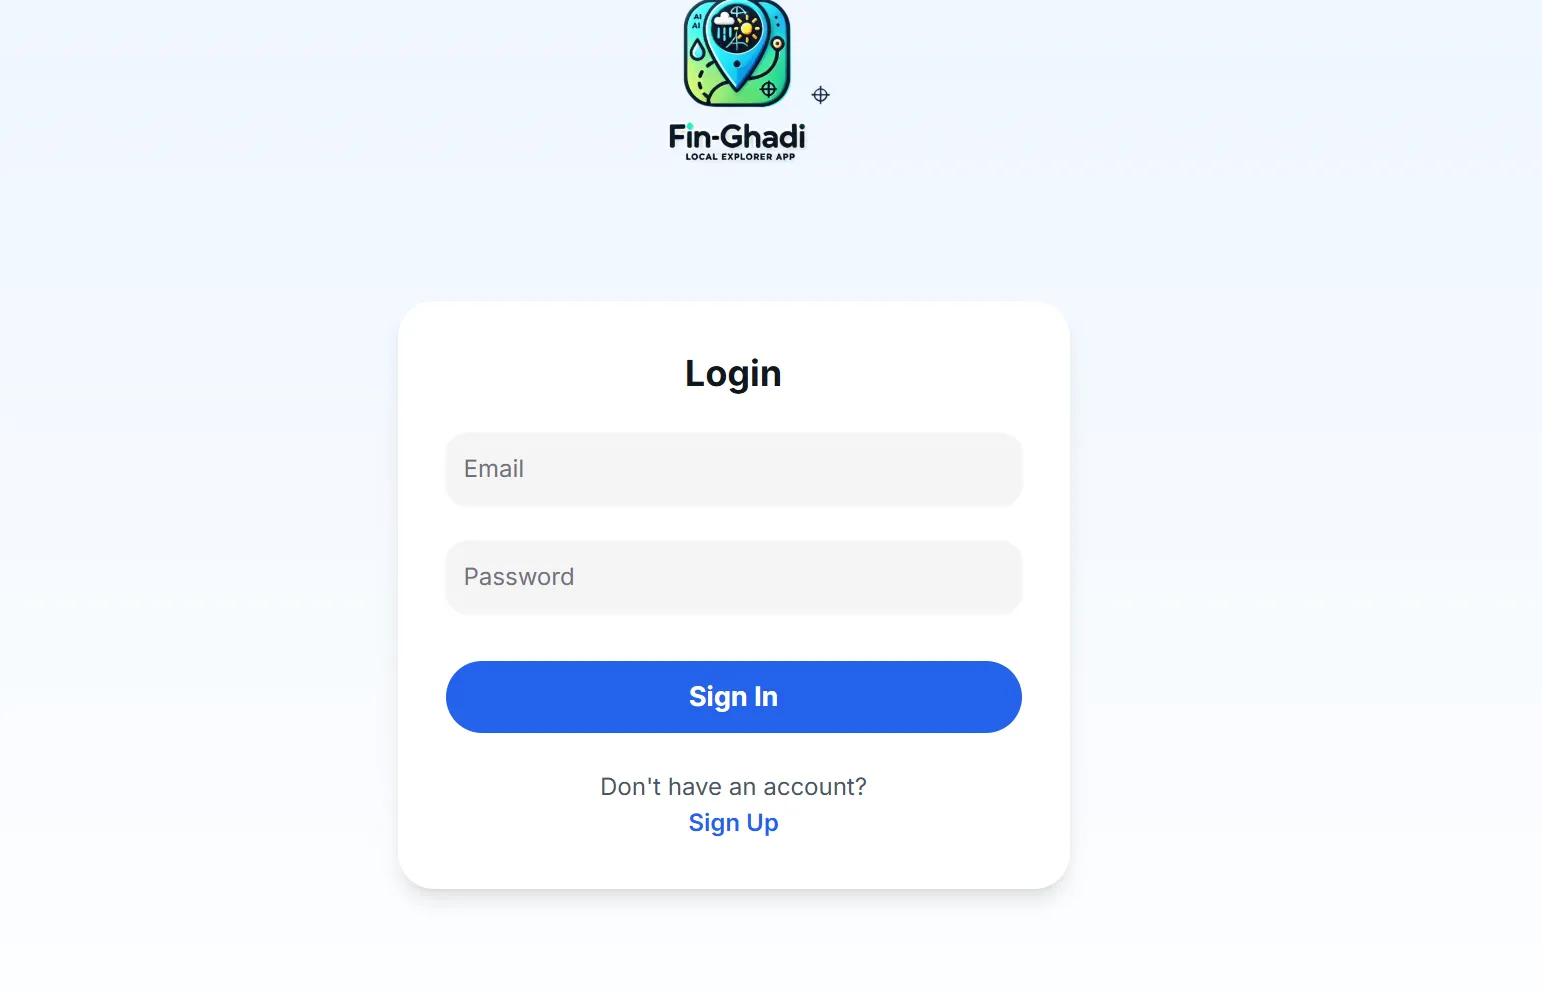 AI
AI
Fin-Ghadi
LOCAL EXPLORER APP
Login
Email
Password
Sign In
Don't have an account?
Sign Up